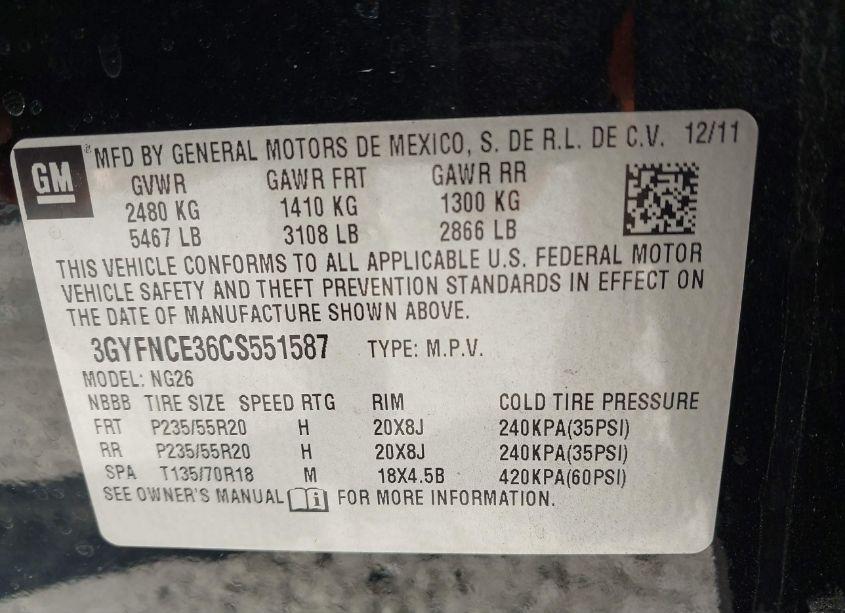 GM ® MFD BY GENERAL MOTORS DE MEXICO, S. DE R.L. DE C.V. 12/11
GVWR GAWR FRT GAWR RR
2480 KG 1410 KG 1300 KG
5467 LB 3108 LB 2866 LB
THIS VEHICLE CONFORMS TO ALL APPLICABLE U.S. FEDERAL MOTOR
VEHICLE SAFETY AND THEFT PREVENTION STANDARDS IN EFFECT ON
THE DATE OF MANUFACTURE SHOWN ABOVE.
3GYFNCE36CS551587 TYPE: M.P.V.
MODEL: NG26
NBBB TIRE SIZE SPEED RTG RIM COLD TIRE PRESSURE
FRT P235/55R20 H 20X8J 240KPA(35PSI)
RR P235/55R20 H 20X8J 240KPA(35PSI)
SPA T135/70R18 M 18X4.5B 420KPA(60PSI)
SEE OWNER'S MANUAL i FOR MORE INFORMATION.